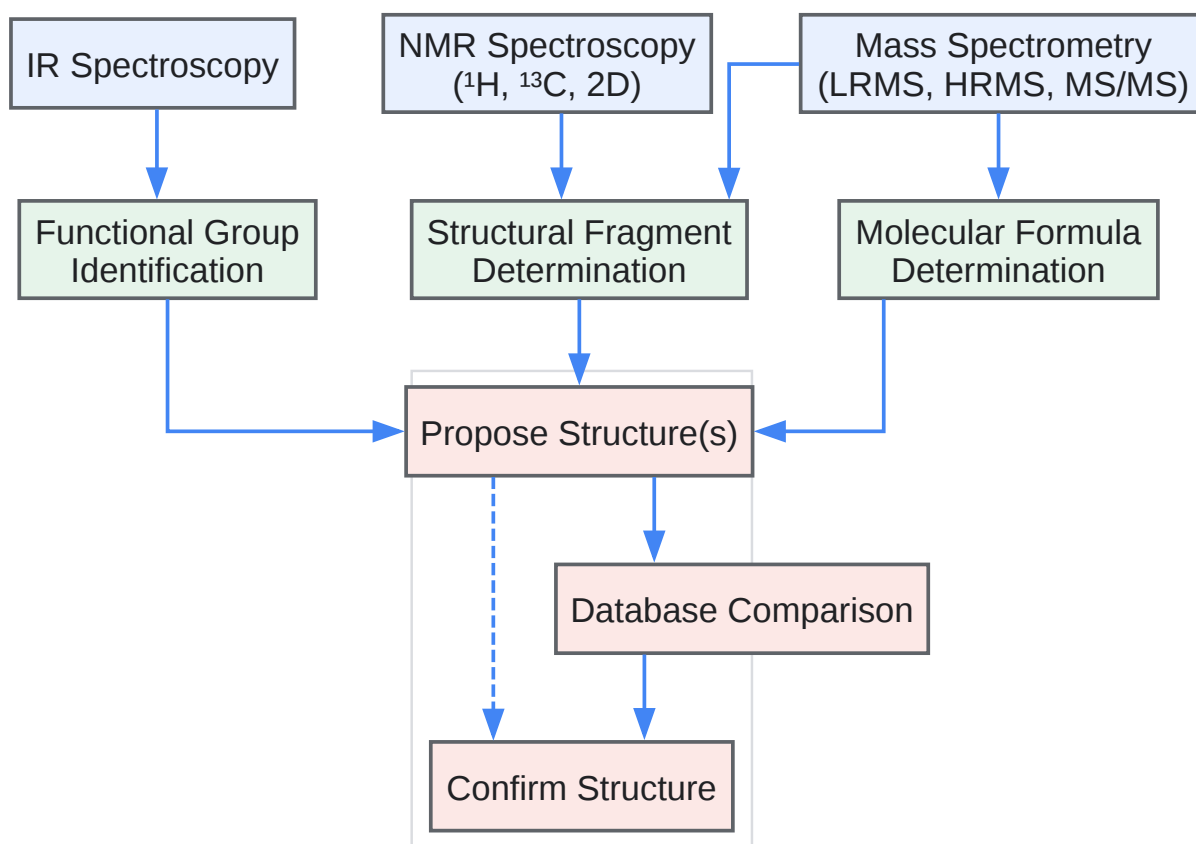 IR Spectroscopy
NMR Spectroscopy
(¹H, ¹³C, 2D)
Mass Spectrometry
(LRMS, HRMS, MS/MS)
Functional Group
Identification
Structural Fragment
Determination
Molecular Formula
Determination
Propose Structure(s)
Database Comparison
Confirm Structure